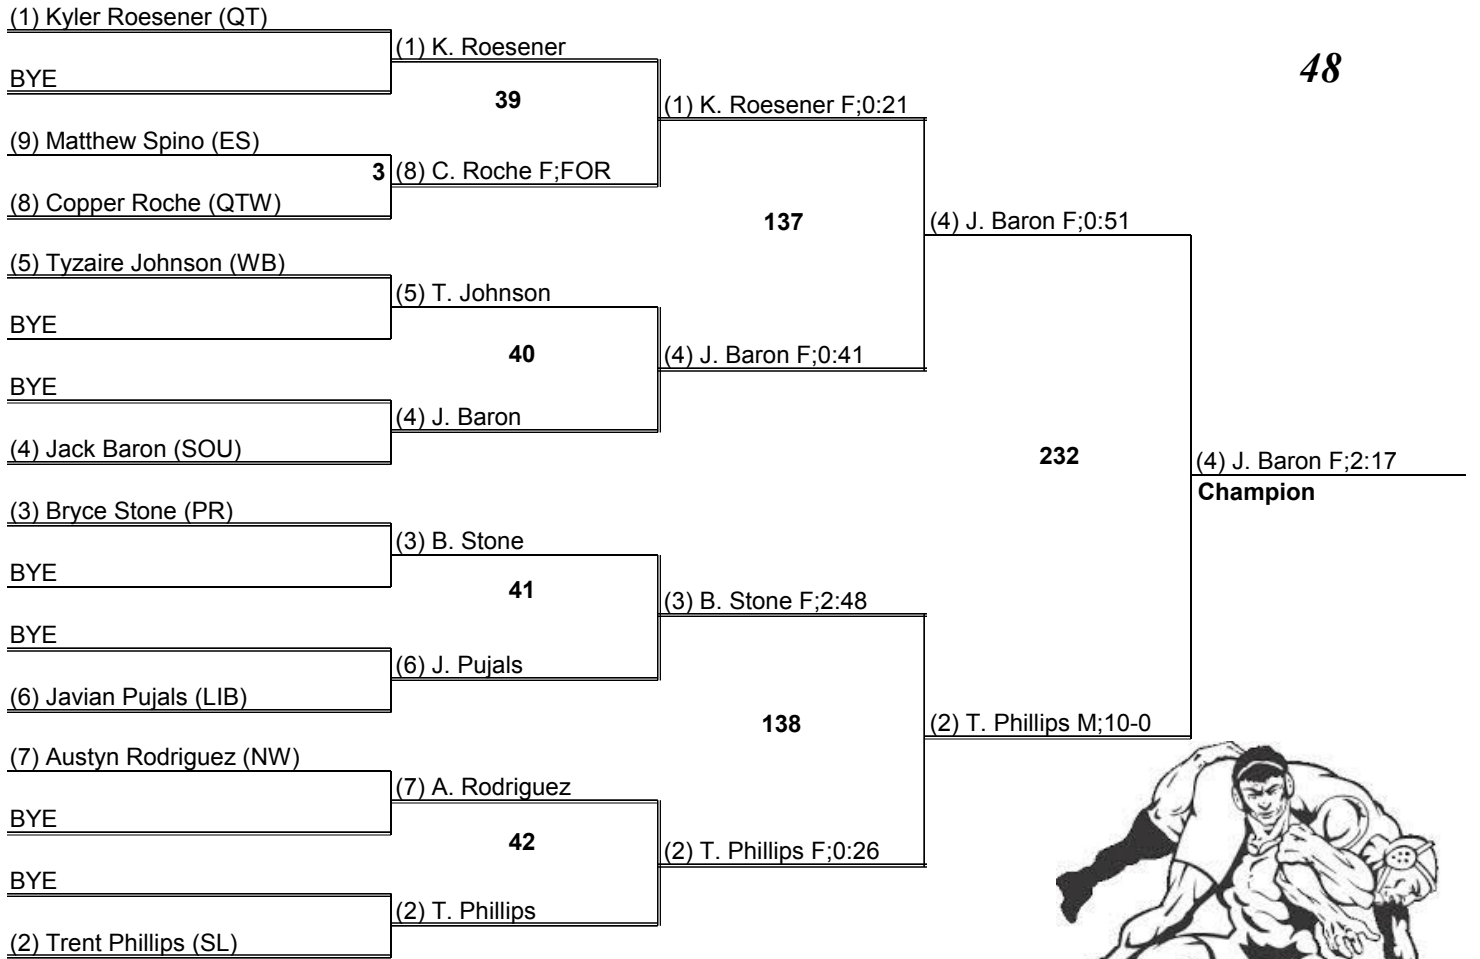 (1) Kyler Roesener (QT)
(1) K. Roesener
BYE
48
39
(1) K. Roesener F;0:21
(9) Matthew Spino (ES)
3 (8) C. Roche F;FOR
(8) Copper Roche (QTW)
137
(4) J. Baron F;0:51
(5) Tyzaire Johnson (WB)
(5) T. Johnson
BYE
40
(4) J. Baron F;0:41
BYE
(4) J. Baron
(4) Jack Baron (SOU)
232
(4) J. Baron F;2:17
Champion
(3) Bryce Stone (PR)
(3) B. Stone
BYE
41
(3) B. Stone F;2:48
BYE
(6) J. Pujals
(6) Javian Pujals (LIB)
138
(2) T. Phillips M;10-0
(7) Austyn Rodriguez (NW)
(7) A. Rodriguez
BYE
42
(2) T. Phillips F;0:26
BYE
(2) T. Phillips
(2) Trent Phillips (SL)